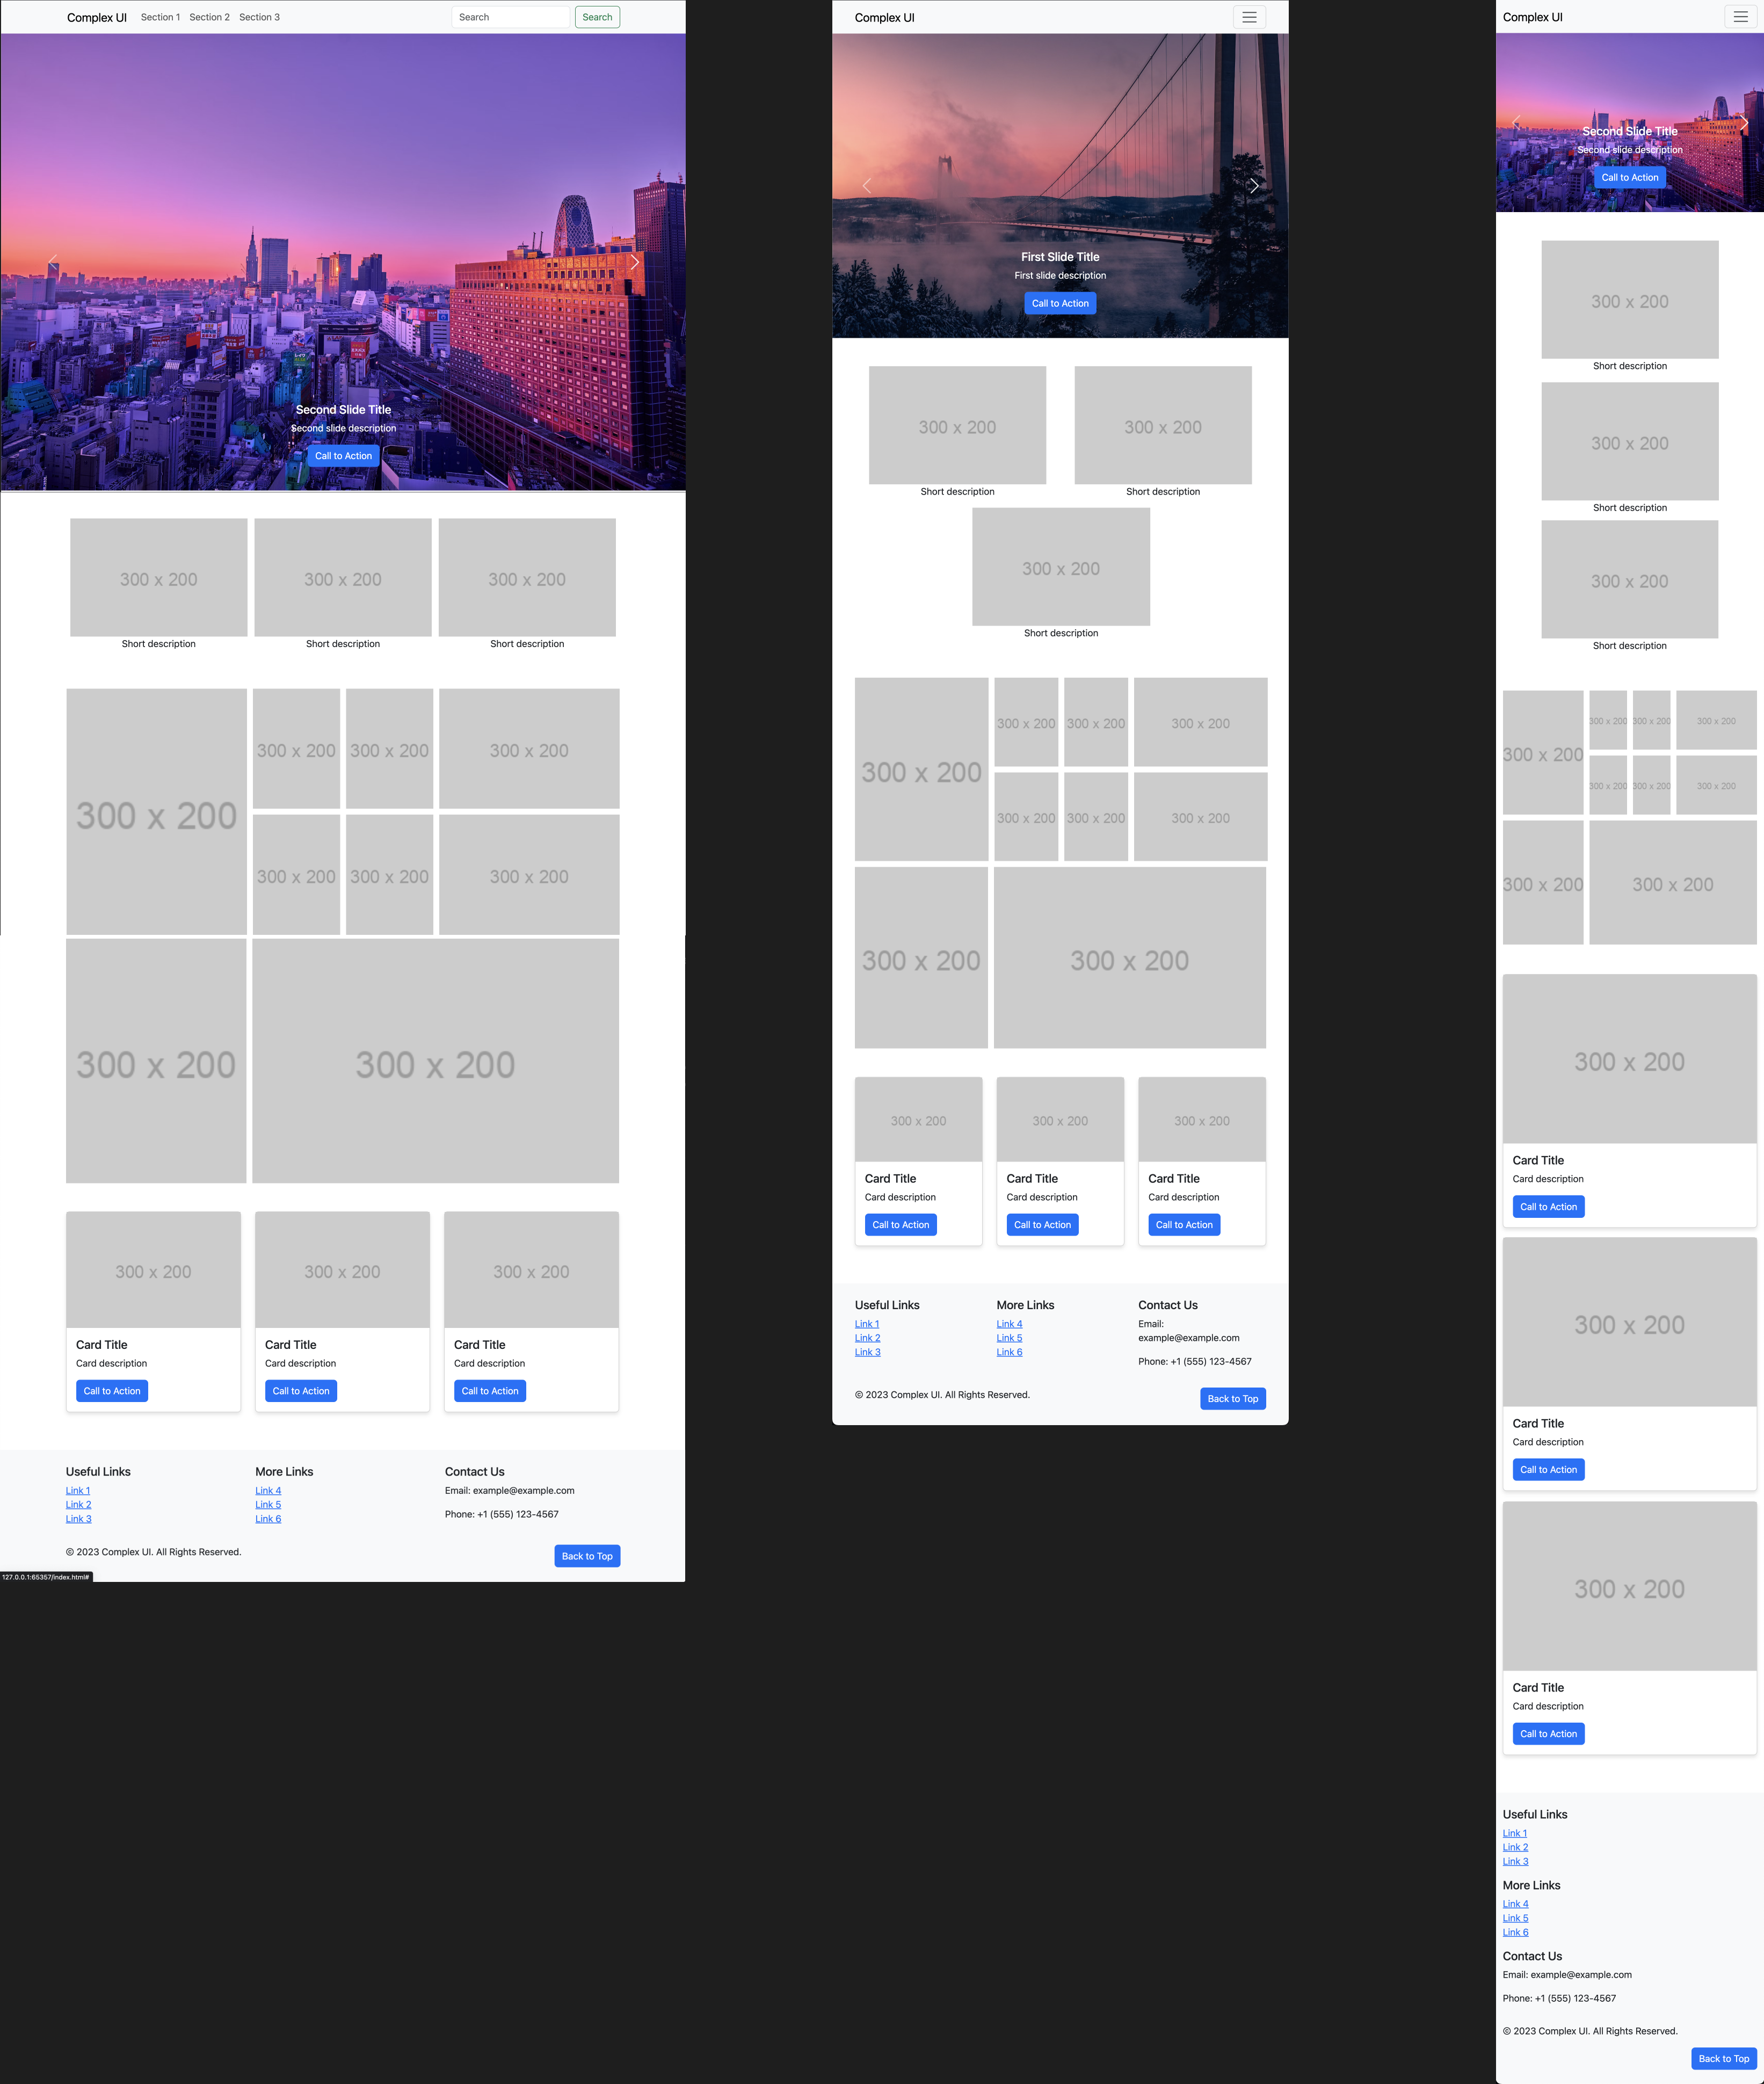 Complex UI Section 1 Section 2 Section 3 Search Search
Second Slide Title
Second slide description
Call to Action
300 x 200 300 x 200 300 x 200
Short description Short description Short description
300 x 200 300 x 200 300 x 200
300 x 200
300 x 200 300 x 200 300 x 200
300 x 200 300 x 200
300 x 200 300 x 200 300 x 200
Card Title Card Title Card Title
Card description Card description Card description
Call to Action Call to Action Call to Action
Useful Links More Links Contact Us
Link 1 Link 4 Email: example@example.com
Link 2 Link 5
Link 3 Link 6 Phone: +1 (555) 123-4567
© 2023 Complex UI. All Rights Reserved. Back to Top
127.0.0.1:65357/index.html#
Complex UI
First Slide Title
First slide description
Call to Action
300 x 200 300 x 200
Short description Short description
300 x 200
Short description
300 x 200 300 x 200 300 x 200
300 x 200
300 x 200 300 x 200 300 x 200
300 x 200 300 x 200
300 x 200 300 x 200 300 x 200
Card Title Card Title Card Title
Card description Card description Card description
Call to Action Call to Action Call to Action
Useful Links More Links Contact Us
Link 1 Link 4 Email:
Link 2 Link 5 example@example.com
Link 3 Link 6
Phone: +1 (555) 123-4567
© 2023 Complex UI. All Rights Reserved. Back to Top
Complex UI
Second Slide Title
Second slide description
Call to Action
300 x 200
Short description
300 x 200
Short description
300 x 200
Short description
300 x 200 300 x 200 300 x 200
300 x 200
300 x 200 300 x 200 300 x 200
300 x 200 300 x 200
300 x 200
Card Title
Card description
Call to Action
300 x 200
Card Title
Card description
Call to Action
300 x 200
Card Title
Card description
Call to Action
Useful Links
Link 1
Link 2
Link 3
More Links
Link 4
Link 5
Link 6
Contact Us
Email: example@example.com
Phone: +1 (555) 123-4567
© 2023 Complex UI. All Rights Reserved.
Back to Top